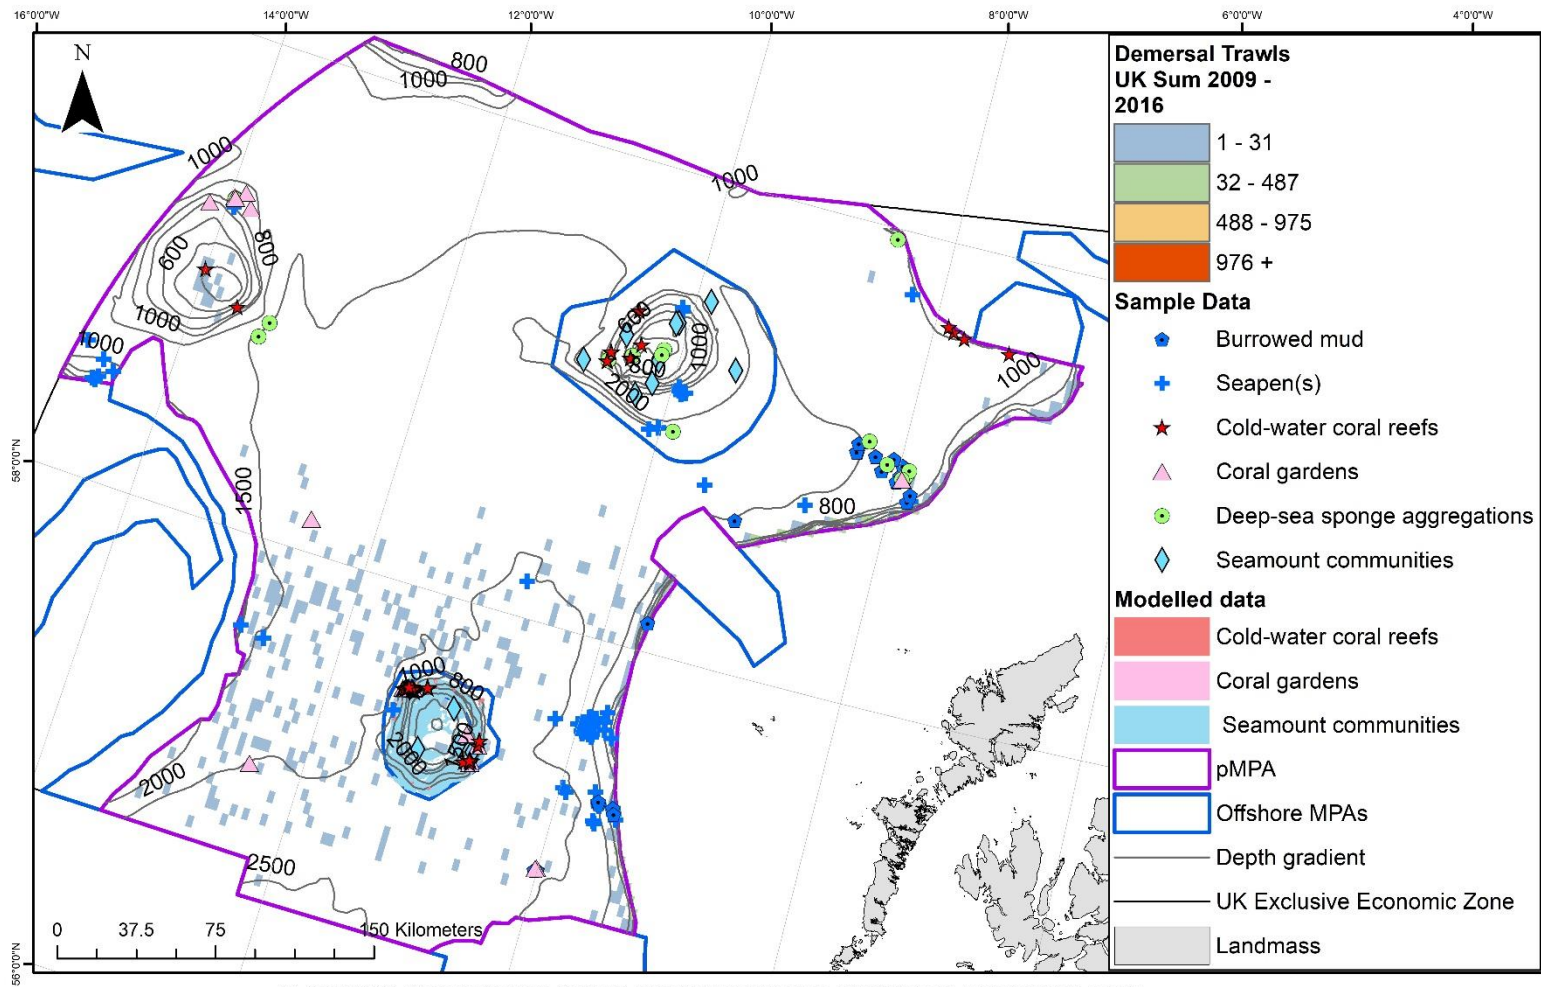 16°0'0"W 14°0'0"W 12°0'0"W 10°0'0"W 8°0'0"W 6°0'0"W 4°0'0"W
N
800
1000
1000
1000
600
800
1000
1000
600
1000
800
2000
1000
58°0'0"N
1500
800
1000
800
2000
1500
2000
2500
0 37.5 75 150 Kilometers
56°0'0"N
Demersal Trawls
UK Sum 2009 -
2016
1 - 31
32 - 487
488 - 975
976 +
Sample Data
Burrowed mud
Seapen(s)
Cold-water coral reefs
Coral gardens
Deep-sea sponge aggregations
Seamount communities
Modelled data
Cold-water coral reefs
Coral gardens
Seamount communities
pMPA
Offshore MPAs
Depth gradient
UK Exclusive Economic Zone
Landmass